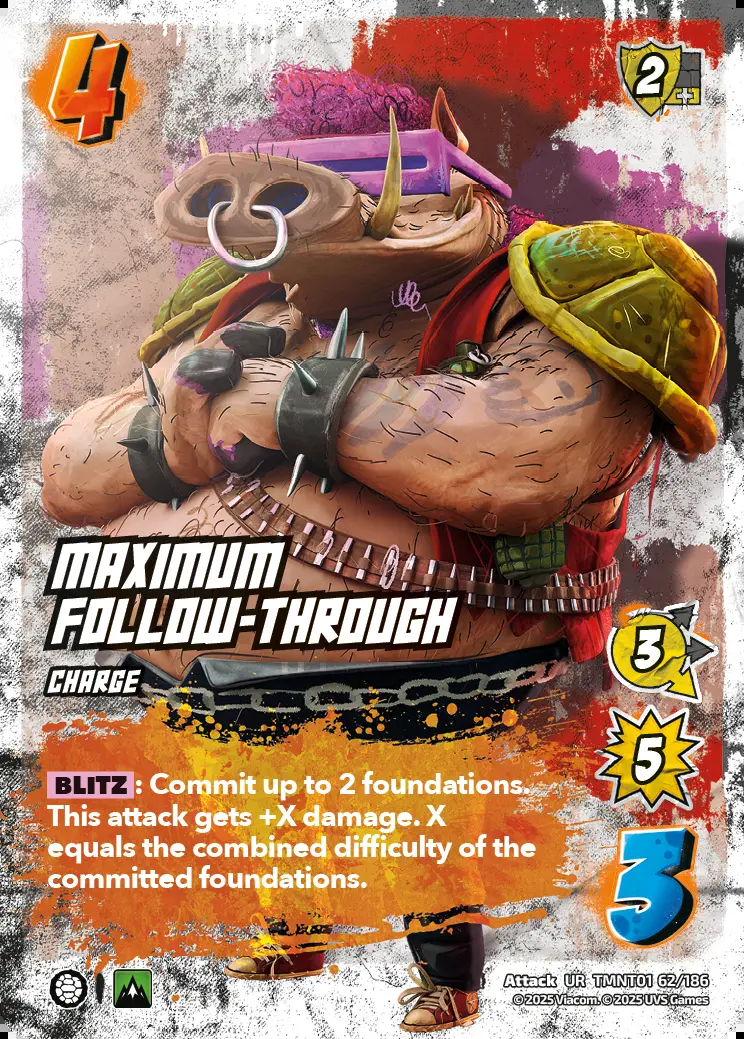 4
2
MAXIMUM
FOLLOW-THROUGH
CHARGE
3
5
BLITZ: Commit up to 2 foundations.
This attack gets +X damage. X
equals the combined difficulty of the
committed foundations.
3
Attack UR TMNT01 62/186
©2025 Viacom. ©2025 UVS Games